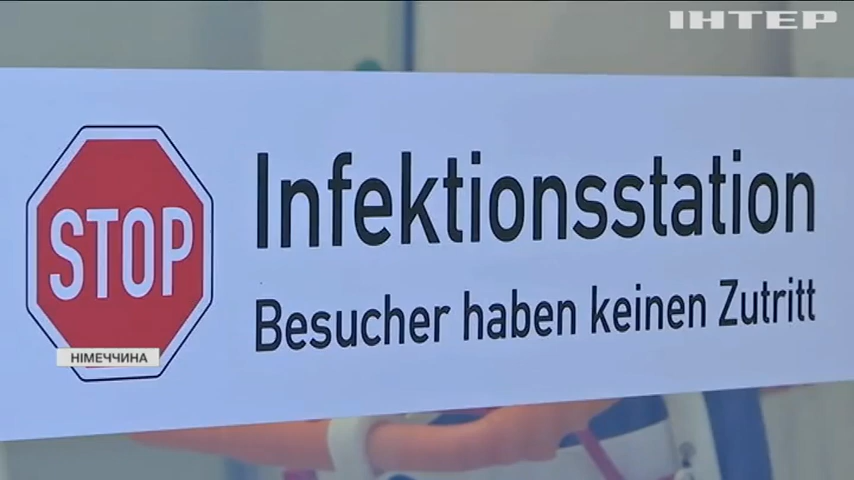 ІНТЕР
STOP
Infektionsstation
Besucher haben keinen Zutritt
НІМЕЧЧИНА